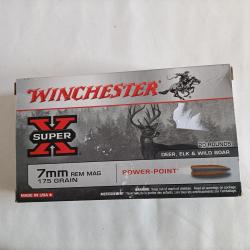 WINCHESTER
SUPER
X
20 ROUNDS
DEER, ELK & WILD BOAR
7mm REM MAG
175 GRAIN
POWER-POINT
MADE IN USA